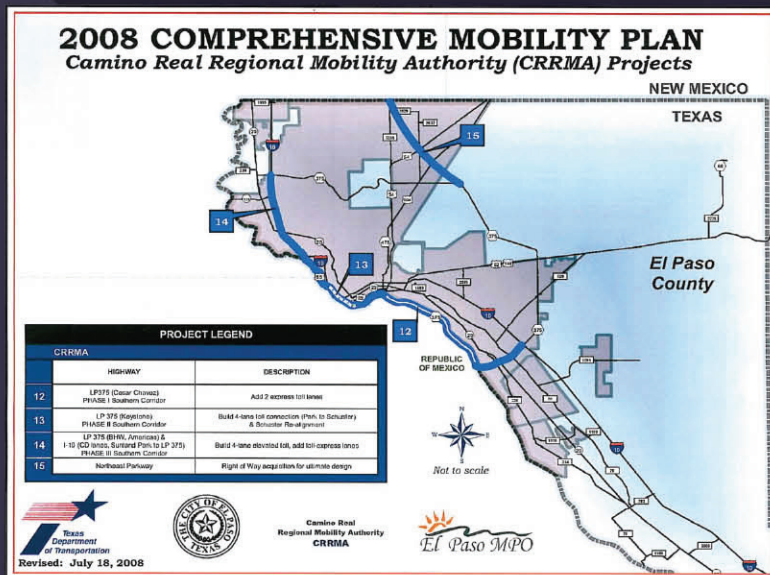 2008 COMPREHENSIVE MOBILITY PLAN
Camino Real Regional Mobility Authority (CRRMA) Projects
NEW MEXICO
TEXAS
15
14
13
12
El Paso
County
REPUBLIC
OF MEXICO
PROJECT LEGEND
CRRMA
HIGHWAY
DESCRIPTION
12
LP375 (Cesar Chavez)
PHASE I Southern Corridor
Add 2 express toll lanes
13
LP 375 (Keystone)
PHASE II Southern Corridor
Build 4-lane toll connection (Park to Schuster)
& Schuster Re-alignment
14
LP 375 (BHW, Americas) &
I-10 (CD lanes, Sunland Park to LP 375)
PHASE III Southern Corridor
Build 4-lane elevated toll, add toll express lanes
15
Northeast Parkway
Right of Way acquisition for ultimate design
N
Not to scale
Texas
Department
of Transportation
THE CITY OF EL PASO
TEXAS
Camino Real
Regional Mobility Authority
CRRMA
El Paso MPO
Revised: July 18, 2008